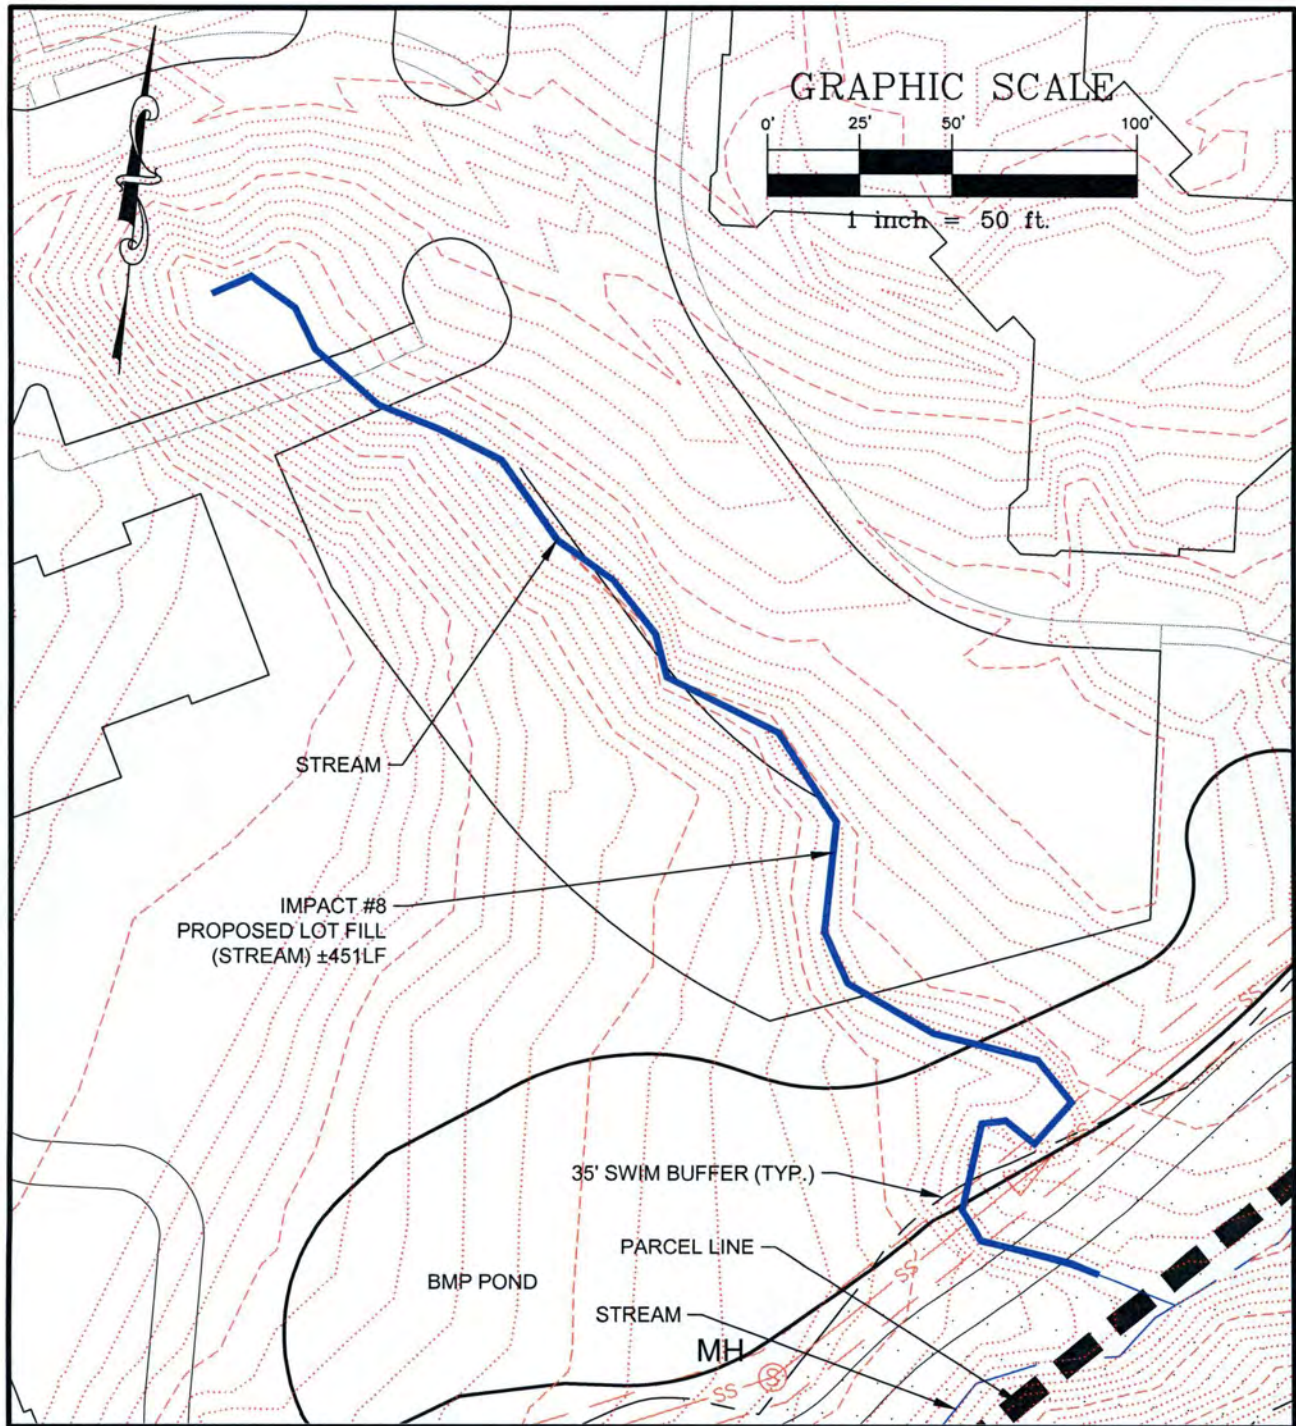 GRAPHIC SCALE
0' 25' 50' 100'
1 inch = 50 ft.
STREAM
IMPACT #8
PROPOSED LOT FILL
(STREAM) ±451LF
SS
SS
35' SWIM BUFFER (TYP.)
PARCEL LINE
SS
BMP POND
STREAM
MH
SS S